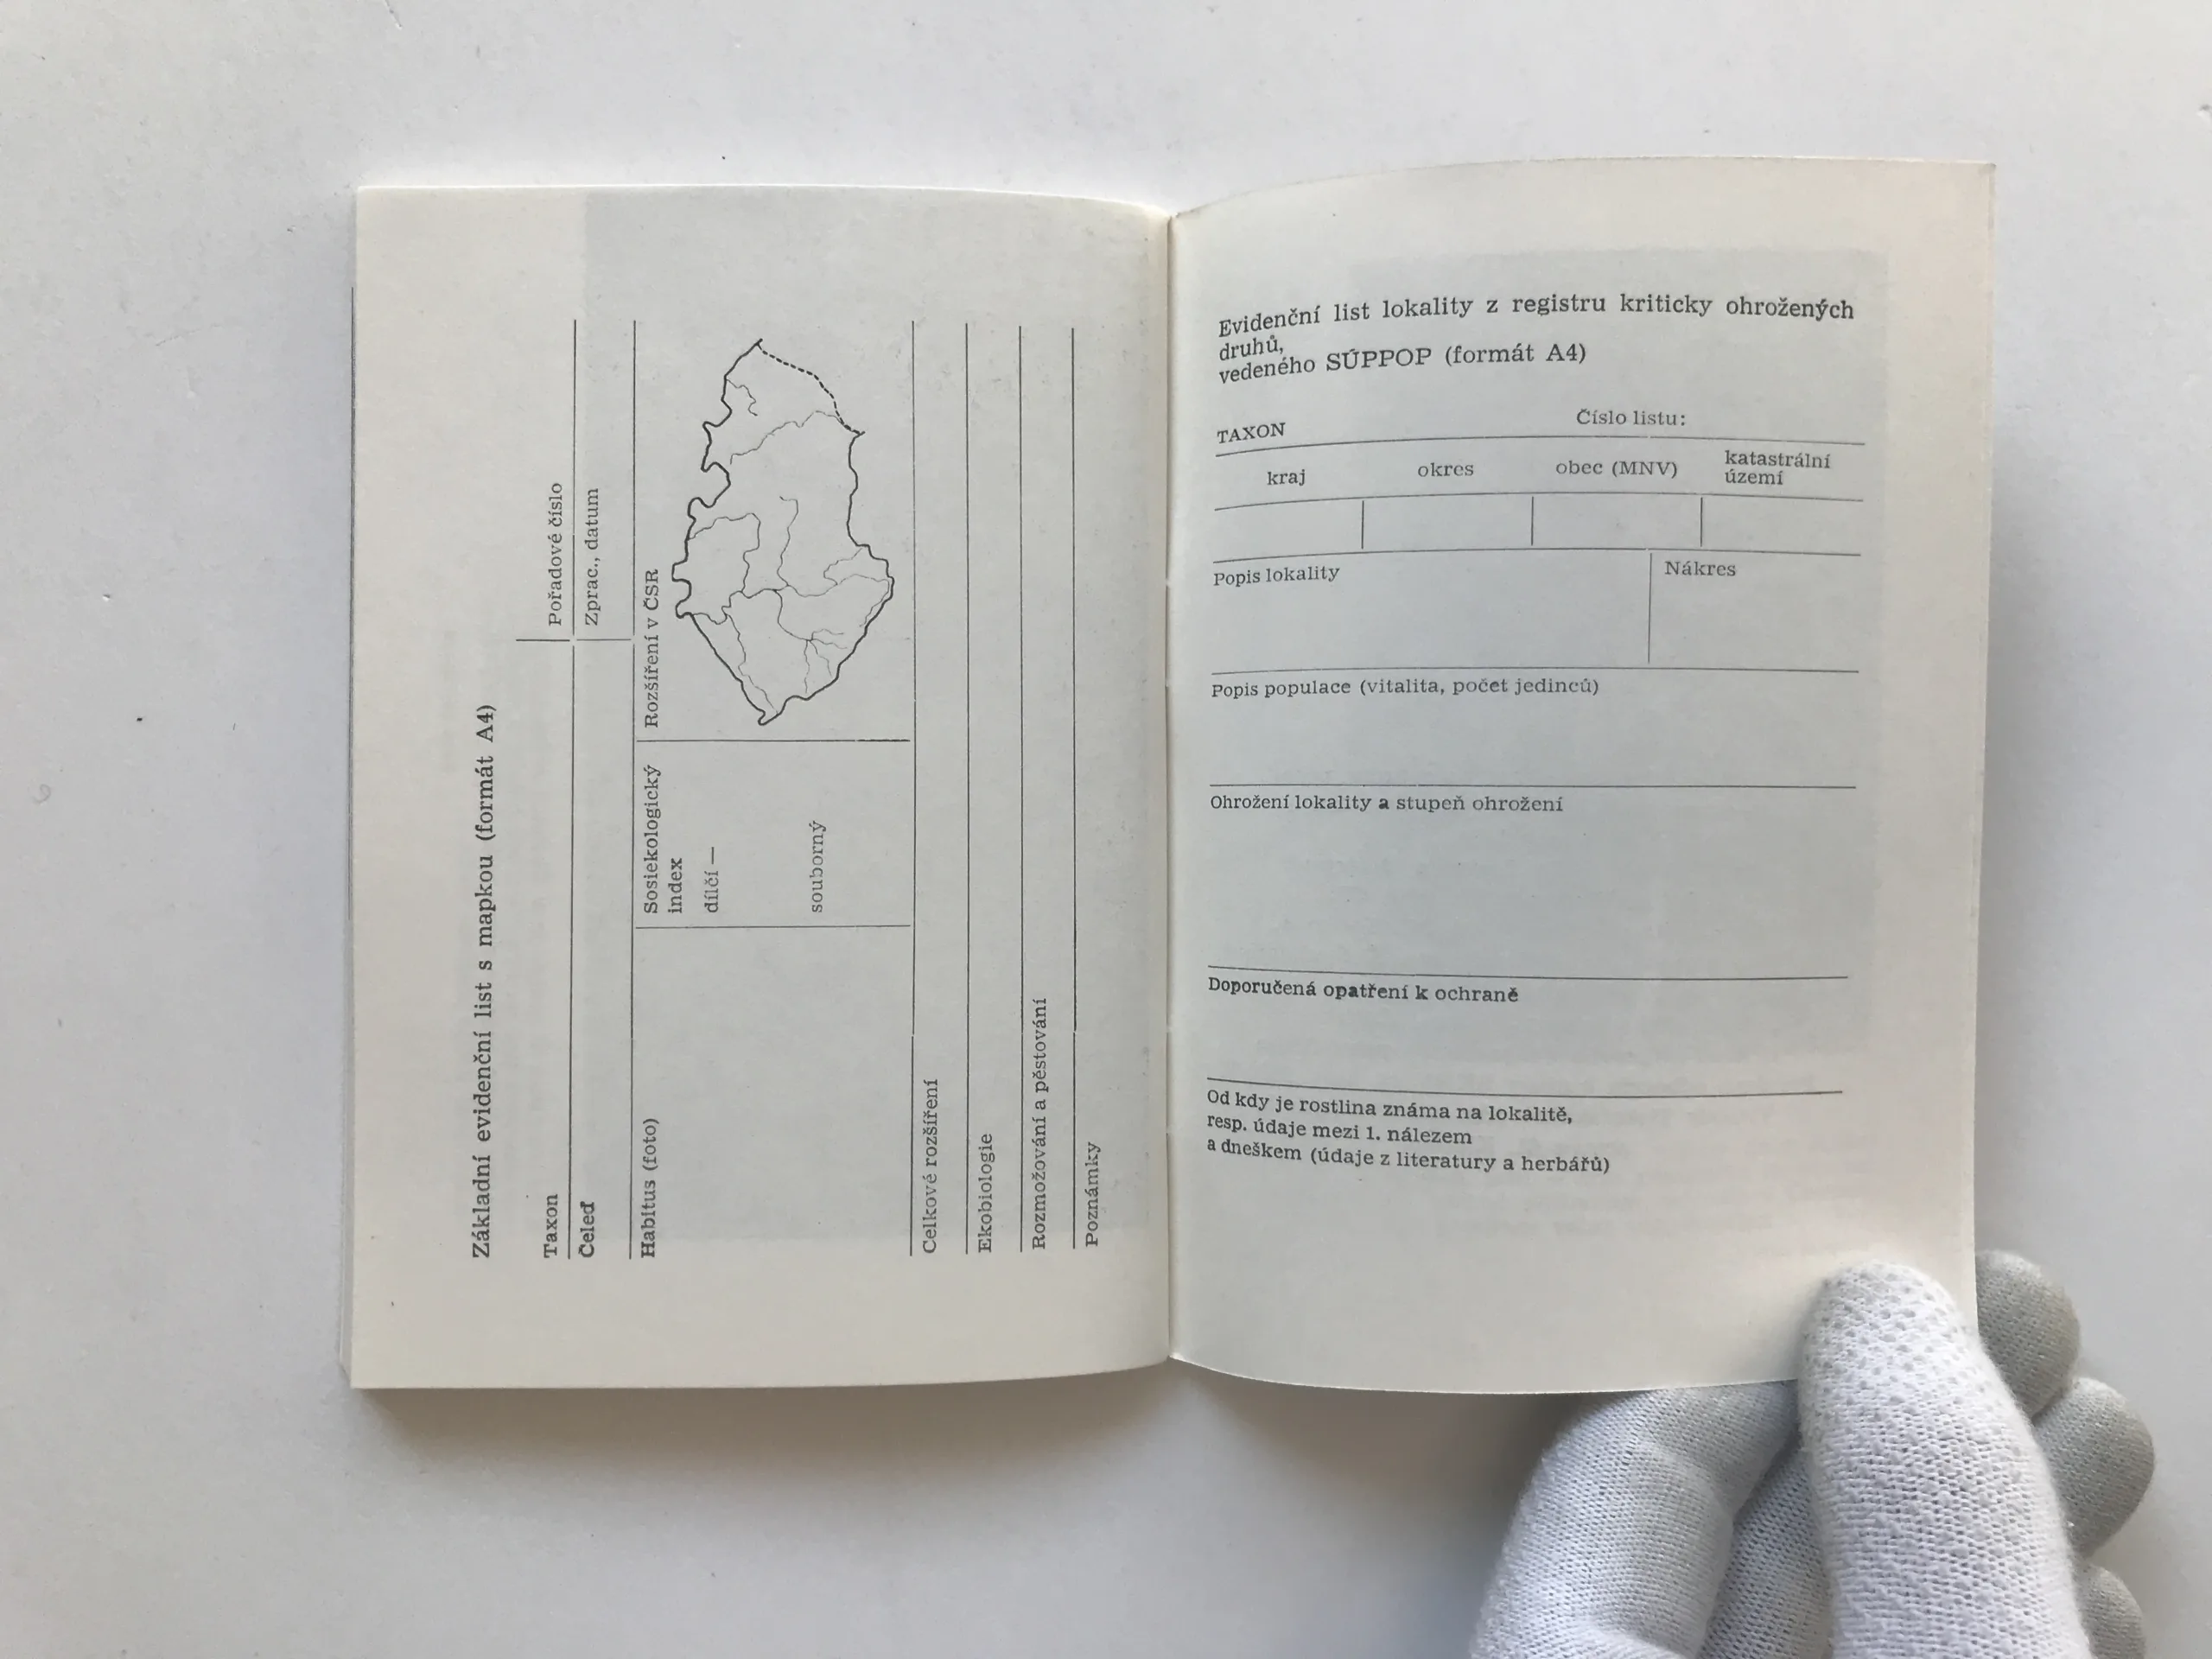 Základní evidenční list s mapkou (formát A4)
Taxon
Pořadové číslo
Čeleď
Zprac., datum
Habitus (foto)
Sosiekologický
index
dílčí —
souborný
Rozšíření v ČSR
Celkové rozšíření
Ekobiologie
Rozmožování a pěstování
Poznámky
Evidenční list lokality z registru kriticky ohrožených
druhů,
vedeného SÚPPOP (formát A4)
TAXON
Číslo listu:
kraj
okres
obec (MNV)
katastrální
území
Popis lokality
Nákres
Popis populace (vitalita, počet jedinců)
Ohrožení lokality a stupeň ohrožení
Doporučená opatření k ochraně
Od kdy je rostlina známa na lokalitě,
resp. údaje mezi 1. nálezem
a dneškem (údaje z literatury a herbářů)